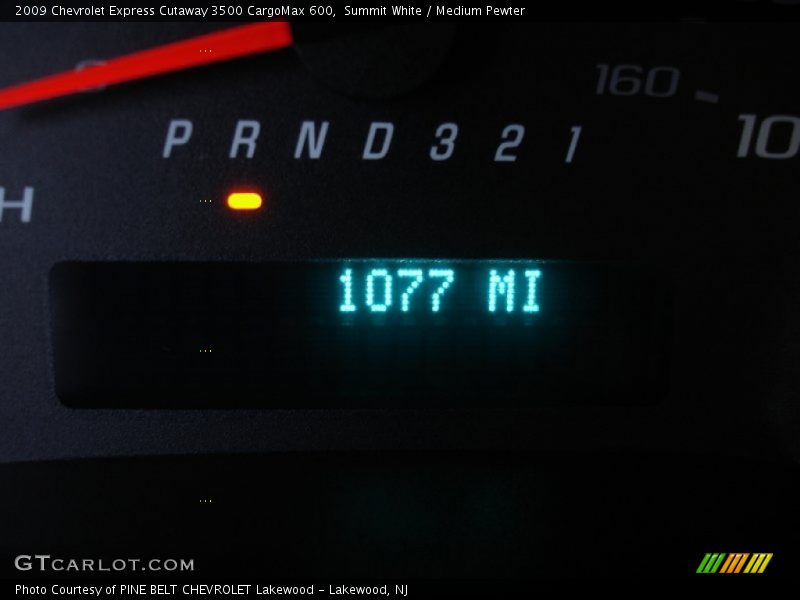 2009 Chevrolet Express Cutaway 3500 CargoMax 600, Summit White / Medium Pewter
160
10
P R N D 3 2 1
H
1077 MI
GTCARLOT.COM
Photo Courtesy of PINE BELT CHEVROLET Lakewood - Lakewood, NJ